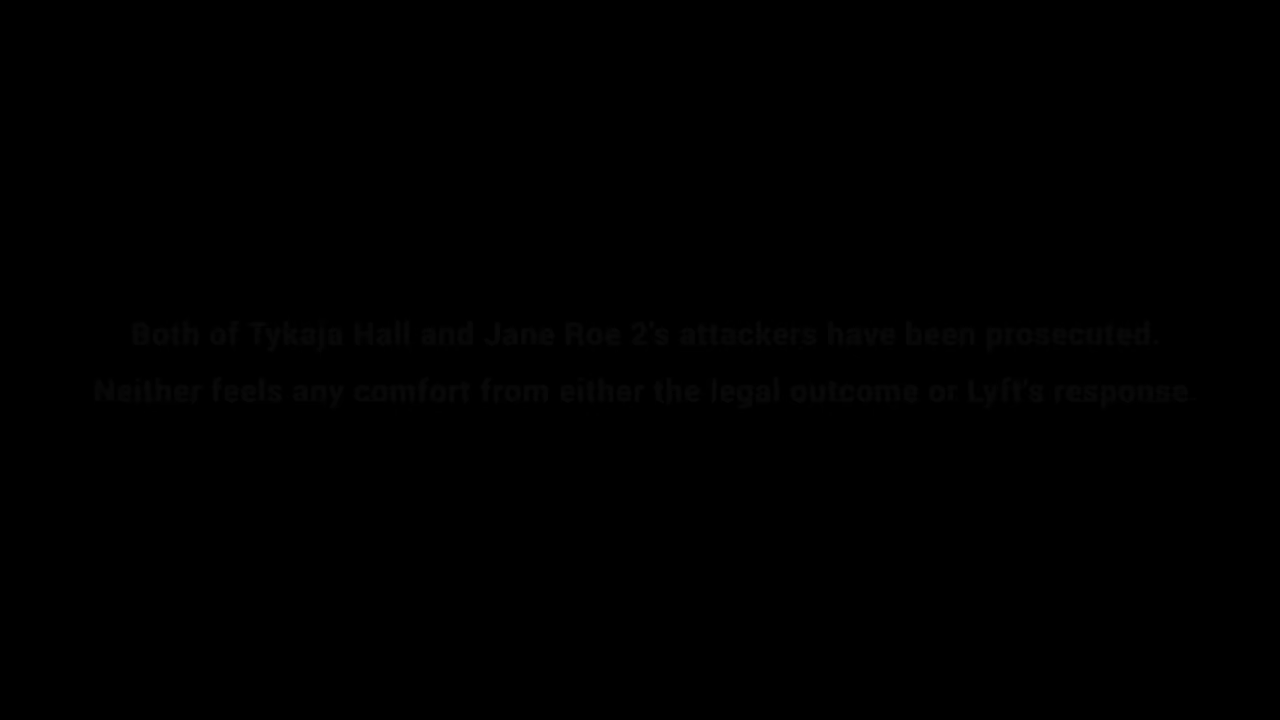 Both of Tykaja Hall and Jane Roe 2's attackers have been prosecuted.
Neither feels any comfort from either the legal outcome or Lyft's response.